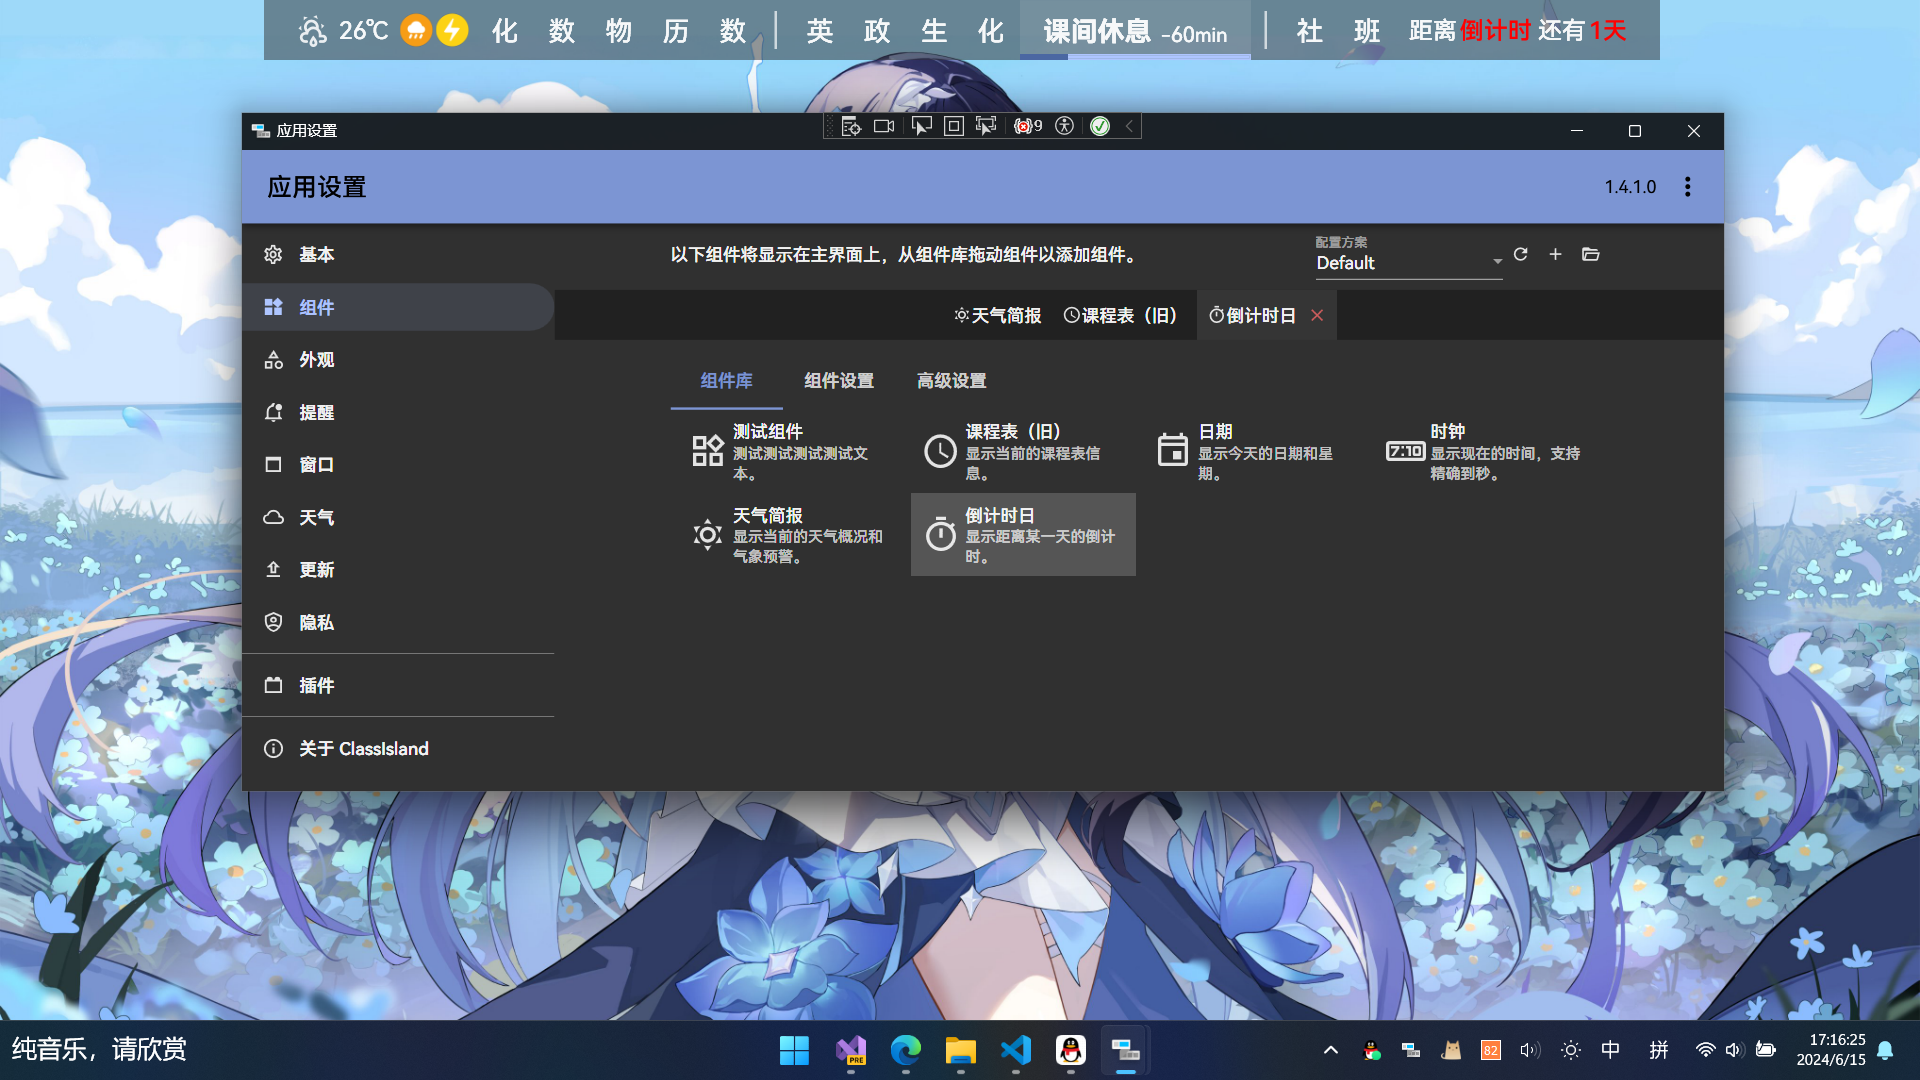 26℃ 化 数 物 历 数 英 政 生 化 课间休息 -60min 社 班 距离 倒计时 还有 1天
应用设置
9
应用设置
1.4.1.0
基本
组件
外观
提醒
窗口
天气
更新
隐私
插件
关于 ClassIsland
以下组件将显示在主界面上，从组件库拖动组件以添加组件。
配置方案
Default
天气简报 课程表（旧） 倒计时日
组件库 组件设置 高级设置
测试组件
测试测试测试测试文
本。
课程表（旧）
显示当前的课程表信
息。
日期
显示今天的日期和星
期。
7:10
时钟
显示现在的时间，支持
精确到秒。
天气简报
显示当前的天气概况和
气象预警。
倒计时日
显示距离某一天的倒计
时。
纯音乐，请欣赏
PRE
82
中
拼
17:16:25
2024/6/15